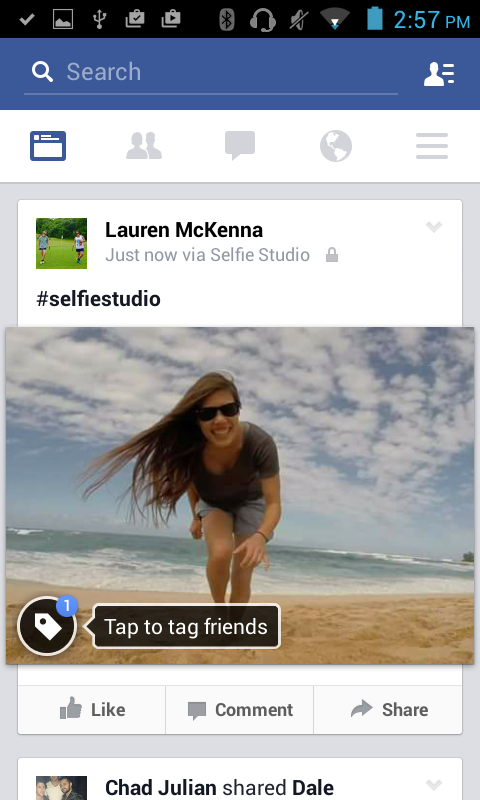 2:57 PM
Search
Lauren McKenna
Just now via Selfie Studio
#selfiestudio
1
Tap to tag friends
Like
Comment
Share
Chad Julian shared Dale